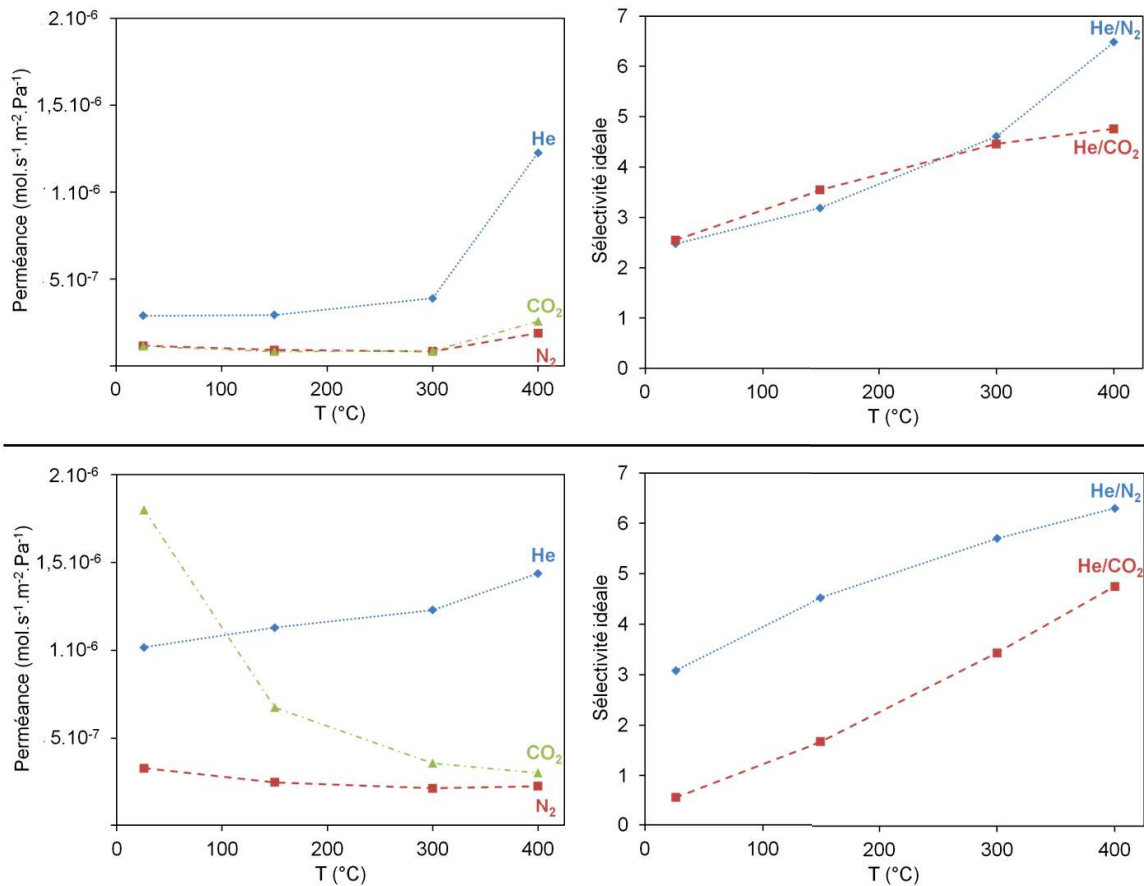 Perméance (mol.s⁻¹.m⁻².Pa⁻¹)
2.10⁻⁶
1,5.10⁻⁶
1.10⁻⁶
5.10⁻⁷
He
CO₂
N₂
0 100 200 300 400
T (°C)
Sélectivité idéale
7
6
5
4
3
2
1
0
He/N₂
He/CO₂
0 100 200 300 400
T (°C)
Perméance (mol.s⁻¹.m⁻².Pa⁻¹)
2.10⁻⁶
1,5.10⁻⁶
1.10⁻⁶
5.10⁻⁷
He
CO₂
N₂
0 100 200 300 400
T (°C)
Sélectivité idéale
7
6
5
4
3
2
1
0
He/N₂
He/CO₂
0 100 200 300 400
T (°C)